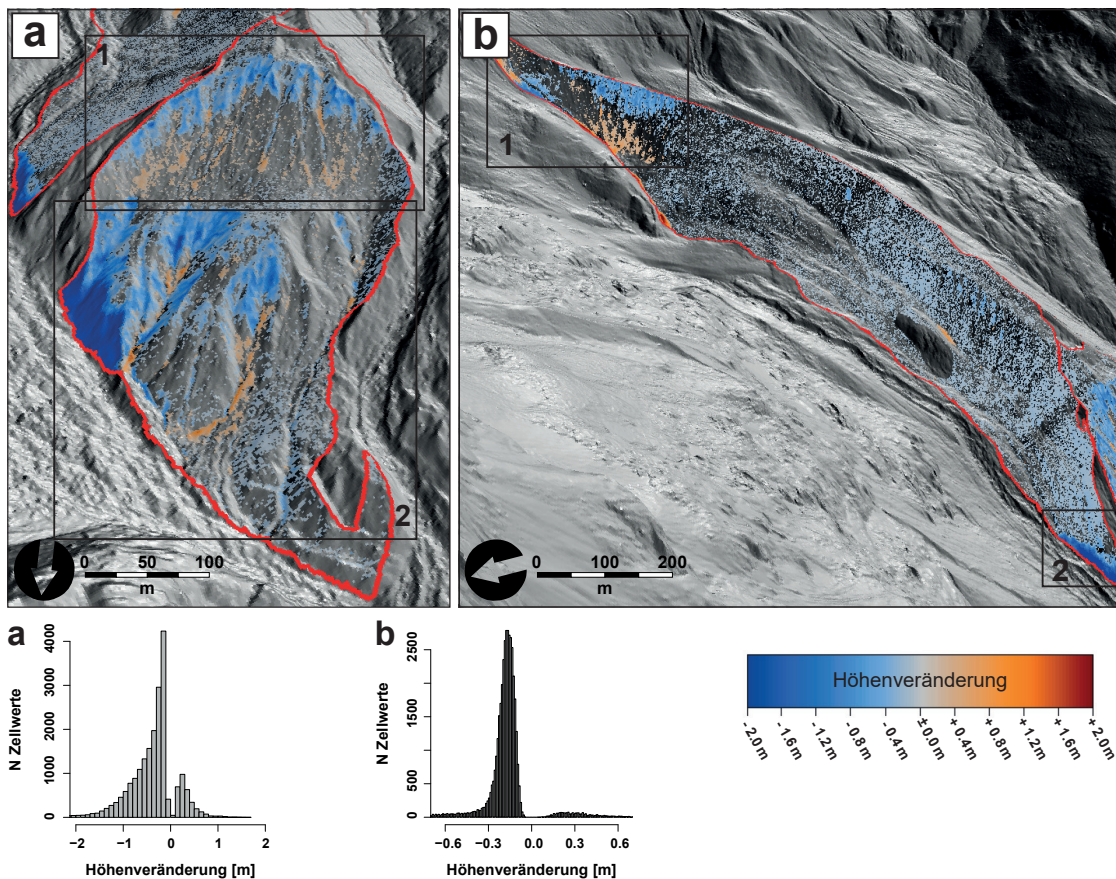 a
1
2
0 50 100
m
b
1
2
0 100 200
m
a
N Zellwerte
4000
3000
2000
1000
0
-2 -1 0 1 2
Höhenveränderung [m]
b
N Zellwerte
2500
1500
500
0
-0.6 -0.3 0.0 0.3 0.6
Höhenveränderung [m]
Höhenveränderung
-2.0m -1.6m -1.2m -0.8m -0.4m ±0.0m +0.4m +0.8m +1.2m +1.6m +2.0m